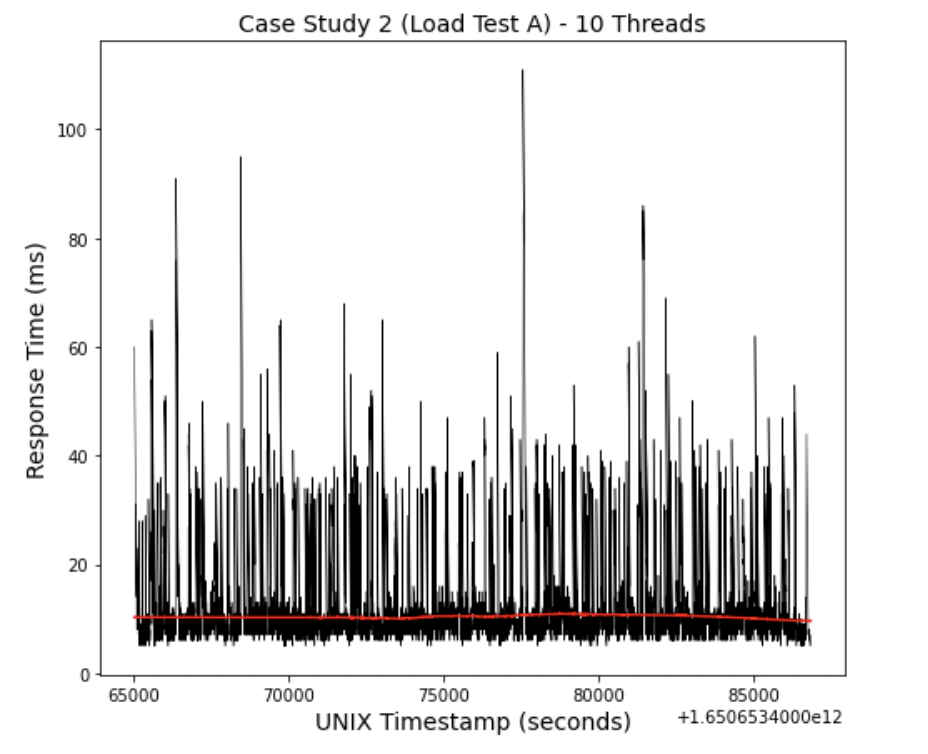 Case Study 2 (Load Test A) - 10 Threads
Response Time (ms)
100
80
60
40
20
0
65000 70000 75000 80000 85000
UNIX Timestamp (seconds)
+1.6506534000e12